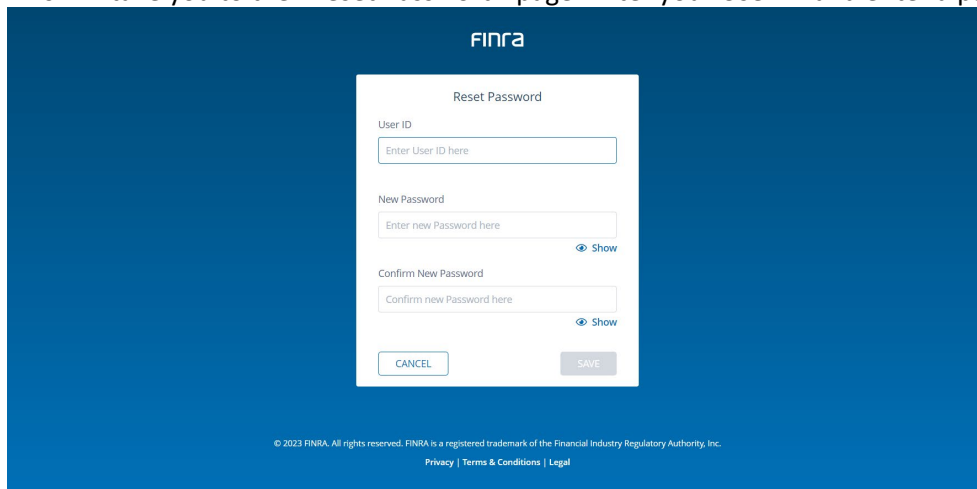 FINRA
Reset Password
User ID
Enter User ID here
New Password
Enter new Password here
Show
Confirm New Password
Confirm new Password here
Show
CANCEL
SAVE
© 2023 FINRA. All rights reserved. FINRA is a registered trademark of the Financial Industry Regulatory Authority, Inc.
Privacy | Terms & Conditions | Legal